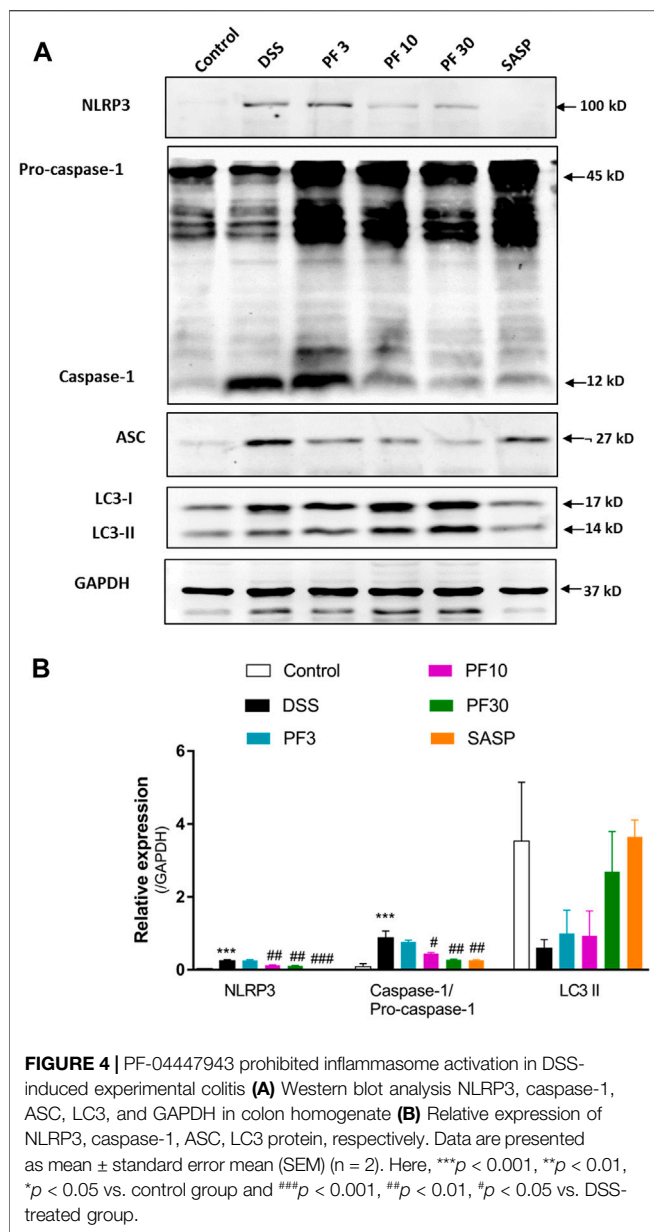 A
Control DSS PF 3 PF 10 PF 30 SASP
NLRP3
100 kD
Pro-caspase-1
45 kD
Caspase-1
12 kD
ASC
¬ 27 kD
LC3-I
17 kD
LC3-II
14 kD
GAPDH
37 kD
B
Control
PF10
DSS
PF30
PF3
SASP
Relative expression
(/GAPDH)
6
4
2
0
*** ## ## ###
*** # ## ##
NLRP3
Caspase-1/
Pro-caspase-1
LC3 II
FIGURE 4 | PF-04447943 prohibited inflammasome activation in DSS-
induced experimental colitis (A) Western blot analysis NLRP3, caspase-1,
ASC, LC3, and GAPDH in colon homogenate (B) Relative expression of
NLRP3, caspase-1, ASC, LC3 protein, respectively. Data are presented
as mean ± standard error mean (SEM) (n = 2). Here, ***p < 0.001, **p < 0.01,
*p < 0.05 vs. control group and ###p < 0.001, ##p < 0.01, #p < 0.05 vs. DSS-
treated group.